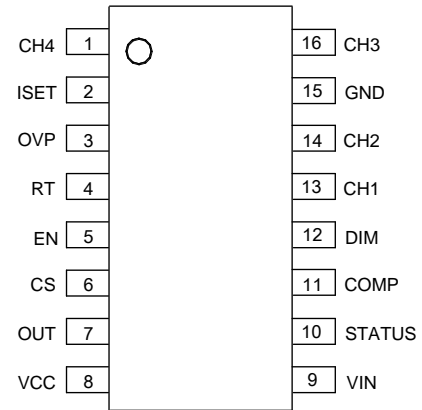 CH4 1 16 CH3
ISET 2 15 GND
OVP 3 14 CH2
RT 4 13 CH1
EN 5 12 DIM
CS 6 11 COMP
OUT 7 10 STATUS
VCC 8 9 VIN